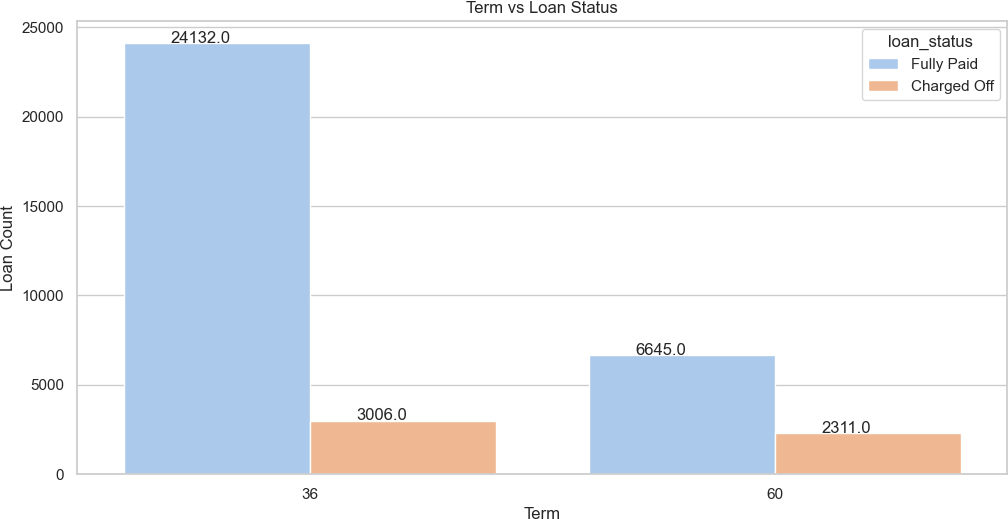 Term vs Loan Status
25000
20000
15000
10000
5000
0
Loan Count
24132.0
3006.0
6645.0
2311.0
loan_status
Fully Paid
Charged Off
36
60
Term